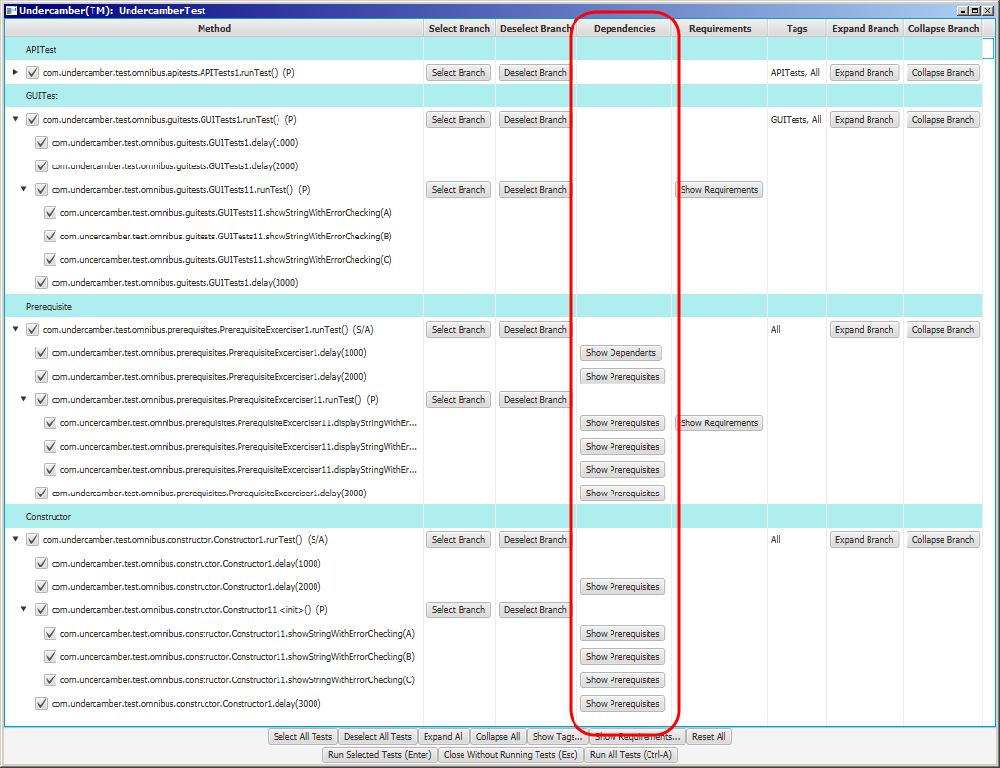 Undercamber(TM): UndercamberTest
Method Select Branch Deselect Branch Dependencies Requirements Tags Expand Branch Collapse Branch
APITest
com.undercamber.test.omnibus.apitests.APITests1.runTest() (P) Select Branch Deselect Branch APITests, All Expand Branch Collapse Branch
GUITest
com.undercamber.test.omnibus.guitests.GUITests1.runTest() (P) Select Branch Deselect Branch GUITests, All Expand Branch Collapse Branch
com.undercamber.test.omnibus.guitests.GUITests1.delay(1000)
com.undercamber.test.omnibus.guitests.GUITests1.delay(2000)
com.undercamber.test.omnibus.guitests.GUITests11.runTest() (P) Select Branch Deselect Branch Show Requirements
com.undercamber.test.omnibus.guitests.GUITests11.showStringWithErrorChecking(A)
com.undercamber.test.omnibus.guitests.GUITests11.showStringWithErrorChecking(B)
com.undercamber.test.omnibus.guitests.GUITests11.showStringWithErrorChecking(C)
com.undercamber.test.omnibus.guitests.GUITests1.delay(3000)
Prerequisite
com.undercamber.test.omnibus.prerequisites.PrerequisiteExcerciser1.runTest() (S/A) Select Branch Deselect Branch All Expand Branch Collapse Branch
com.undercamber.test.omnibus.prerequisites.PrerequisiteExcerciser1.delay(1000) Show Dependents
com.undercamber.test.omnibus.prerequisites.PrerequisiteExcerciser1.delay(2000) Show Prerequisites
com.undercamber.test.omnibus.prerequisites.PrerequisiteExcerciser11.runTest() (P) Select Branch Deselect Branch
com.undercamber.test.omnibus.prerequisites.PrerequisiteExcerciser11.displayStringWithEr... Show Prerequisites Show Requirements
com.undercamber.test.omnibus.prerequisites.PrerequisiteExcerciser11.displayStringWithEr... Show Prerequisites
com.undercamber.test.omnibus.prerequisites.PrerequisiteExcerciser11.displayStringWithEr... Show Prerequisites
com.undercamber.test.omnibus.prerequisites.PrerequisiteExcerciser1.delay(3000) Show Prerequisites
Constructor
com.undercamber.test.omnibus.constructor.Constructor1.runTest() (S/A) Select Branch Deselect Branch All Expand Branch Collapse Branch
com.undercamber.test.omnibus.constructor.Constructor1.delay(1000)
com.undercamber.test.omnibus.constructor.Constructor1.delay(2000) Show Prerequisites
com.undercamber.test.omnibus.constructor.Constructor11.<init>() (P) Select Branch Deselect Branch
com.undercamber.test.omnibus.constructor.Constructor11.showStringWithErrorChecking(A) Show Prerequisites
com.undercamber.test.omnibus.constructor.Constructor11.showStringWithErrorChecking(B) Show Prerequisites
com.undercamber.test.omnibus.constructor.Constructor11.showStringWithErrorChecking(C) Show Prerequisites
com.undercamber.test.omnibus.constructor.Constructor1.delay(3000) Show Prerequisites
Select All Tests Deselect All Tests Expand All Collapse All Show Tags... Show Requirements... Reset All
Run Selected Tests (Enter) Close Without Running Tests (Esc) Run All Tests (Ctrl-A)